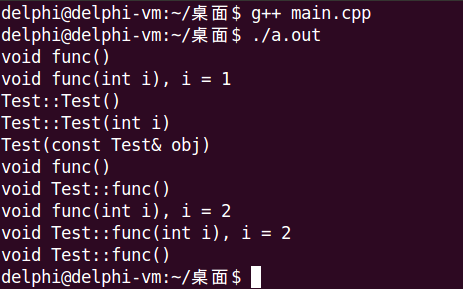 delphi@delphi-vm:~/桌面$ g++ main.cpp
delphi@delphi-vm:~/桌面$ ./a.out
void func()
void func(int i), i = 1
Test::Test()
Test::Test(int i)
Test(const Test& obj)
void func()
void Test::func()
void func(int i), i = 2
void Test::func(int i), i = 2
void Test::func()
delphi@delphi-vm:~/桌面$